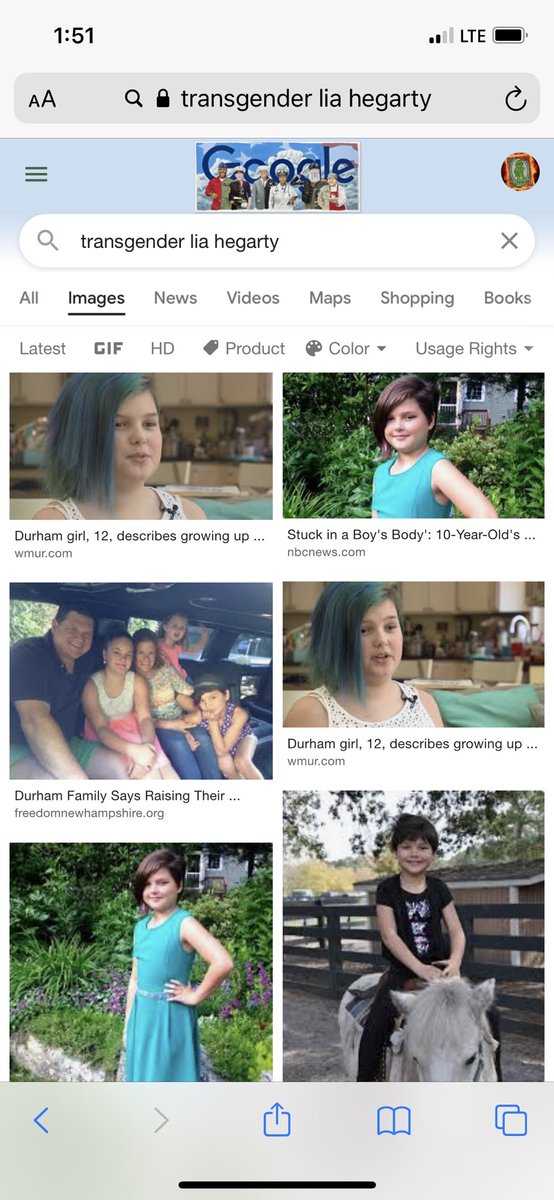 1:51
LTE
AA
transgender lia hegarty
Google
transgender lia hegarty
All Images News Videos Maps Shopping Books
Latest GIF HD Product Color Usage Rights
Durham girl, 12, describes growing up ...
wmur.com
Stuck in a Boy's Body': 10-Year-Old's ...
nbcnews.com
Durham Family Says Raising Their ...
freedomnewhampshire.org
Durham girl, 12, describes growing up ...
wmur.com